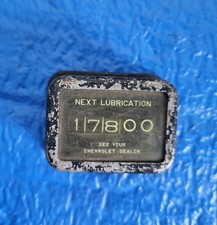 NEXT LUBRICATION
17800
SEE YOUR
CHEVROLET DEALER